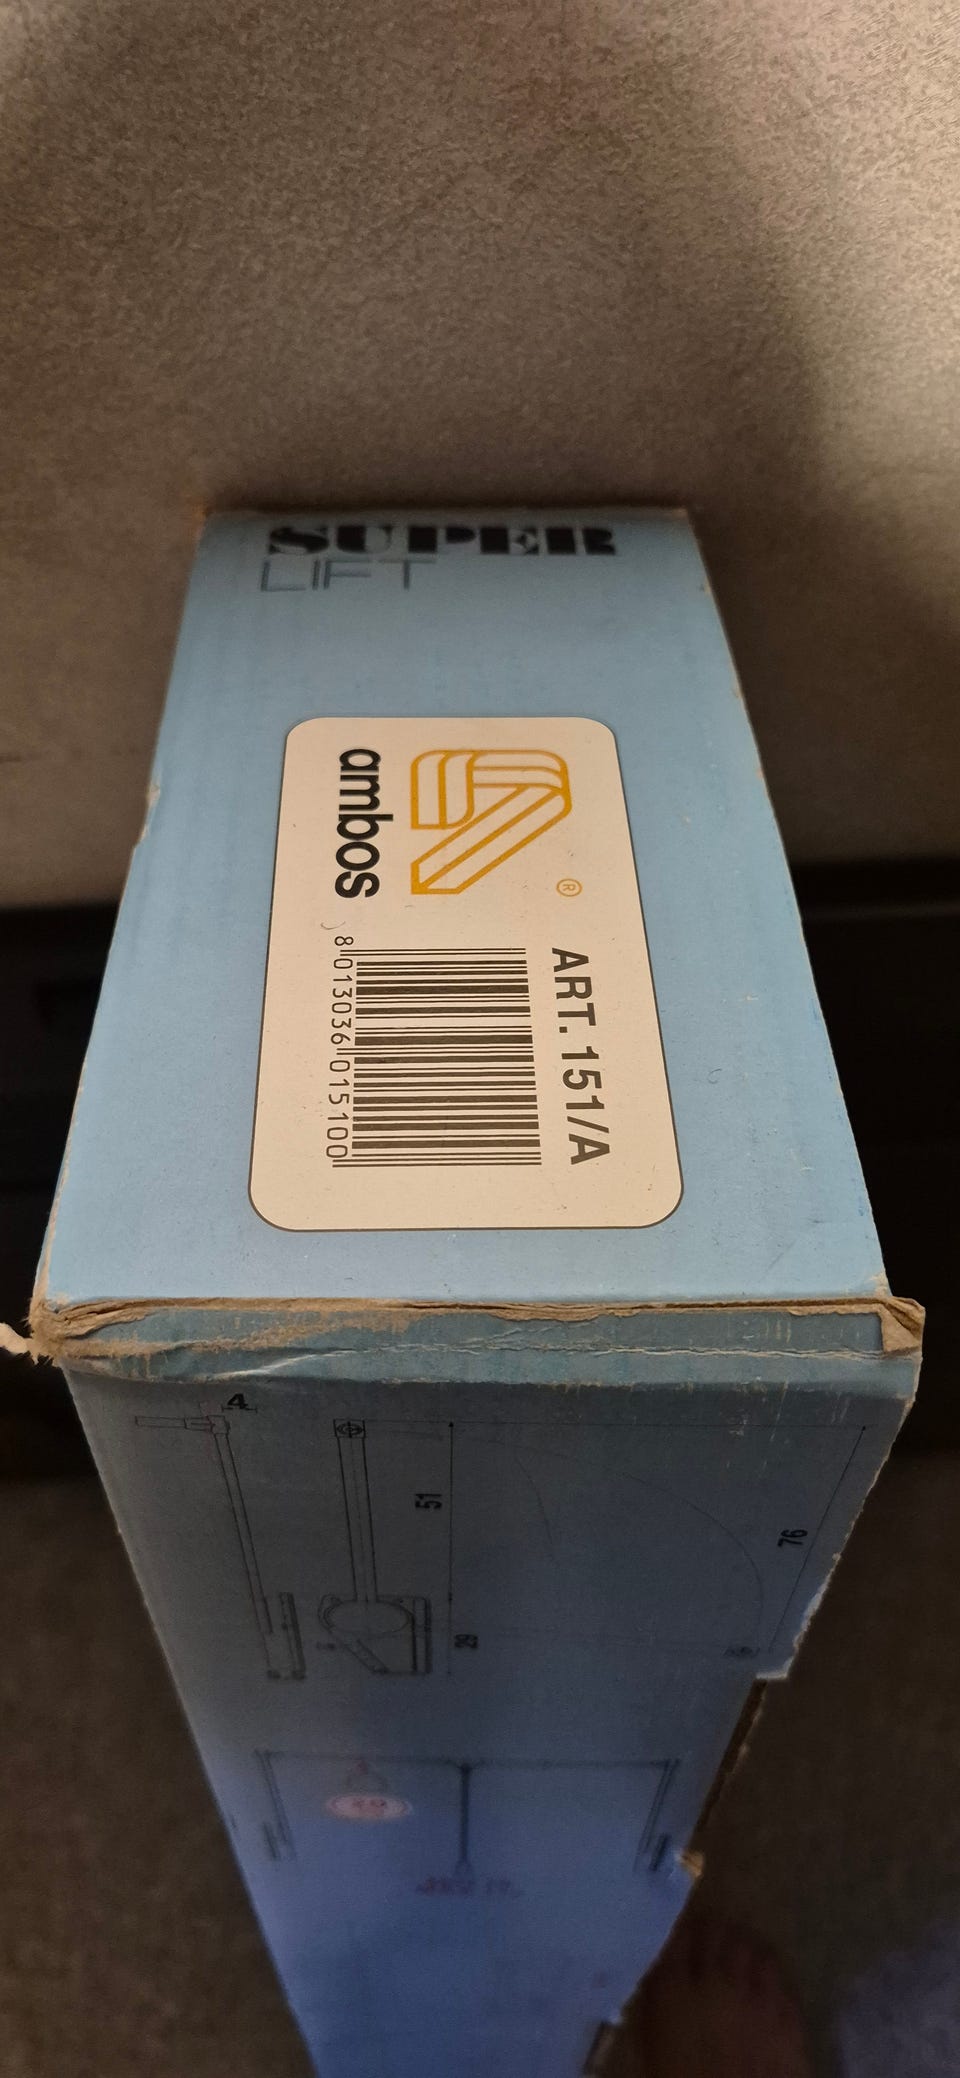 SUPER
LIFT
ambos
®
ART. 151/A
8 013036 015100
4
51
76
29